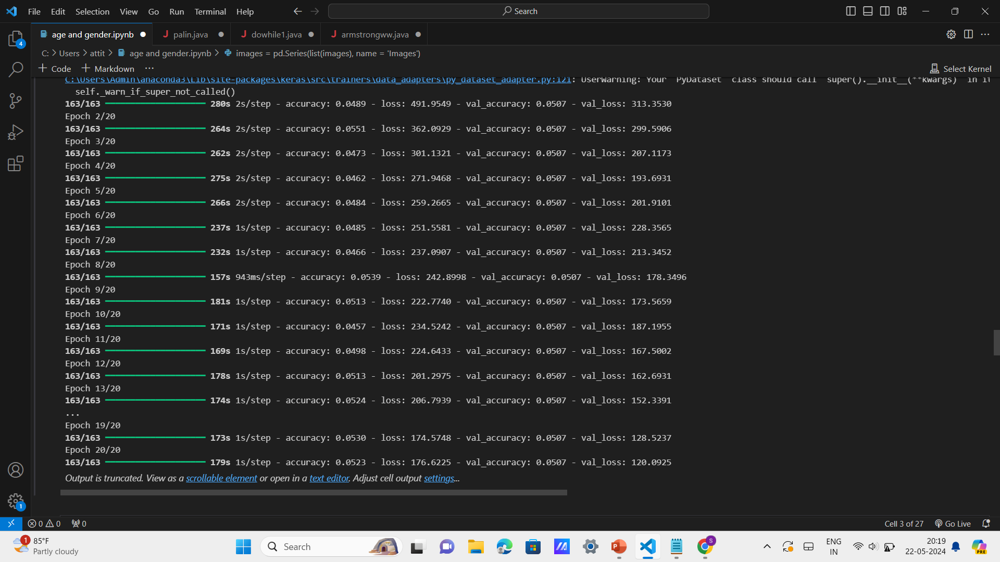 File Edit Selection View Go Run Terminal Help
Search
age and gender.ipynb
palin.java
dowhile1.java
armstrongww.java
C: > Users > attit > age and gender.ipynb > images = pd.Series(list(images), name = 'Images')
+ Code + Markdown ...
Select Kernel
C:\Users\Admin\anaconda3\Lib\site-packages\keras\src\trainers\data_adapters\py_dataset_adapter.py:121: UserWarning: Your `PyDataset` class should call `super().__init__(**kwargs)` in it
self._warn_if_super_not_called()
163/163 280s 2s/step - accuracy: 0.0489 - loss: 491.9549 - val_accuracy: 0.0507 - val_loss: 313.3530
Epoch 2/20
163/163 264s 2s/step - accuracy: 0.0551 - loss: 362.0929 - val_accuracy: 0.0507 - val_loss: 299.5906
Epoch 3/20
163/163 262s 2s/step - accuracy: 0.0473 - loss: 301.1321 - val_accuracy: 0.0507 - val_loss: 207.1173
Epoch 4/20
163/163 275s 2s/step - accuracy: 0.0462 - loss: 271.9468 - val_accuracy: 0.0507 - val_loss: 193.6931
Epoch 5/20
163/163 266s 2s/step - accuracy: 0.0484 - loss: 259.2665 - val_accuracy: 0.0507 - val_loss: 201.9101
Epoch 6/20
163/163 237s 1s/step - accuracy: 0.0485 - loss: 251.5581 - val_accuracy: 0.0507 - val_loss: 228.3565
Epoch 7/20
163/163 232s 1s/step - accuracy: 0.0466 - loss: 237.0907 - val_accuracy: 0.0507 - val_loss: 213.3452
Epoch 8/20
163/163 157s 943ms/step - accuracy: 0.0539 - loss: 242.8998 - val_accuracy: 0.0507 - val_loss: 178.3496
Epoch 9/20
163/163 181s 1s/step - accuracy: 0.0513 - loss: 222.7740 - val_accuracy: 0.0507 - val_loss: 173.5659
Epoch 10/20
163/163 171s 1s/step - accuracy: 0.0457 - loss: 234.5242 - val_accuracy: 0.0507 - val_loss: 187.1955
Epoch 11/20
163/163 169s 1s/step - accuracy: 0.0498 - loss: 224.6433 - val_accuracy: 0.0507 - val_loss: 167.5002
Epoch 12/20
163/163 178s 1s/step - accuracy: 0.0513 - loss: 201.2975 - val_accuracy: 0.0507 - val_loss: 162.6931
Epoch 13/20
163/163 174s 1s/step - accuracy: 0.0524 - loss: 206.7939 - val_accuracy: 0.0507 - val_loss: 152.3391
...
Epoch 19/20
163/163 173s 1s/step - accuracy: 0.0530 - loss: 174.5748 - val_accuracy: 0.0507 - val_loss: 128.5237
Epoch 20/20
163/163 179s 1s/step - accuracy: 0.0523 - loss: 176.6225 - val_accuracy: 0.0507 - val_loss: 120.0925
Output is truncated. View as a scrollable element or open in a text editor. Adjust cell output settings...
4
1
0 0 0
Cell 3 of 27 Go Live
1
85°F
Partly cloudy
Search
P
S
ENG
IN
20:19
22-05-2024
PRE